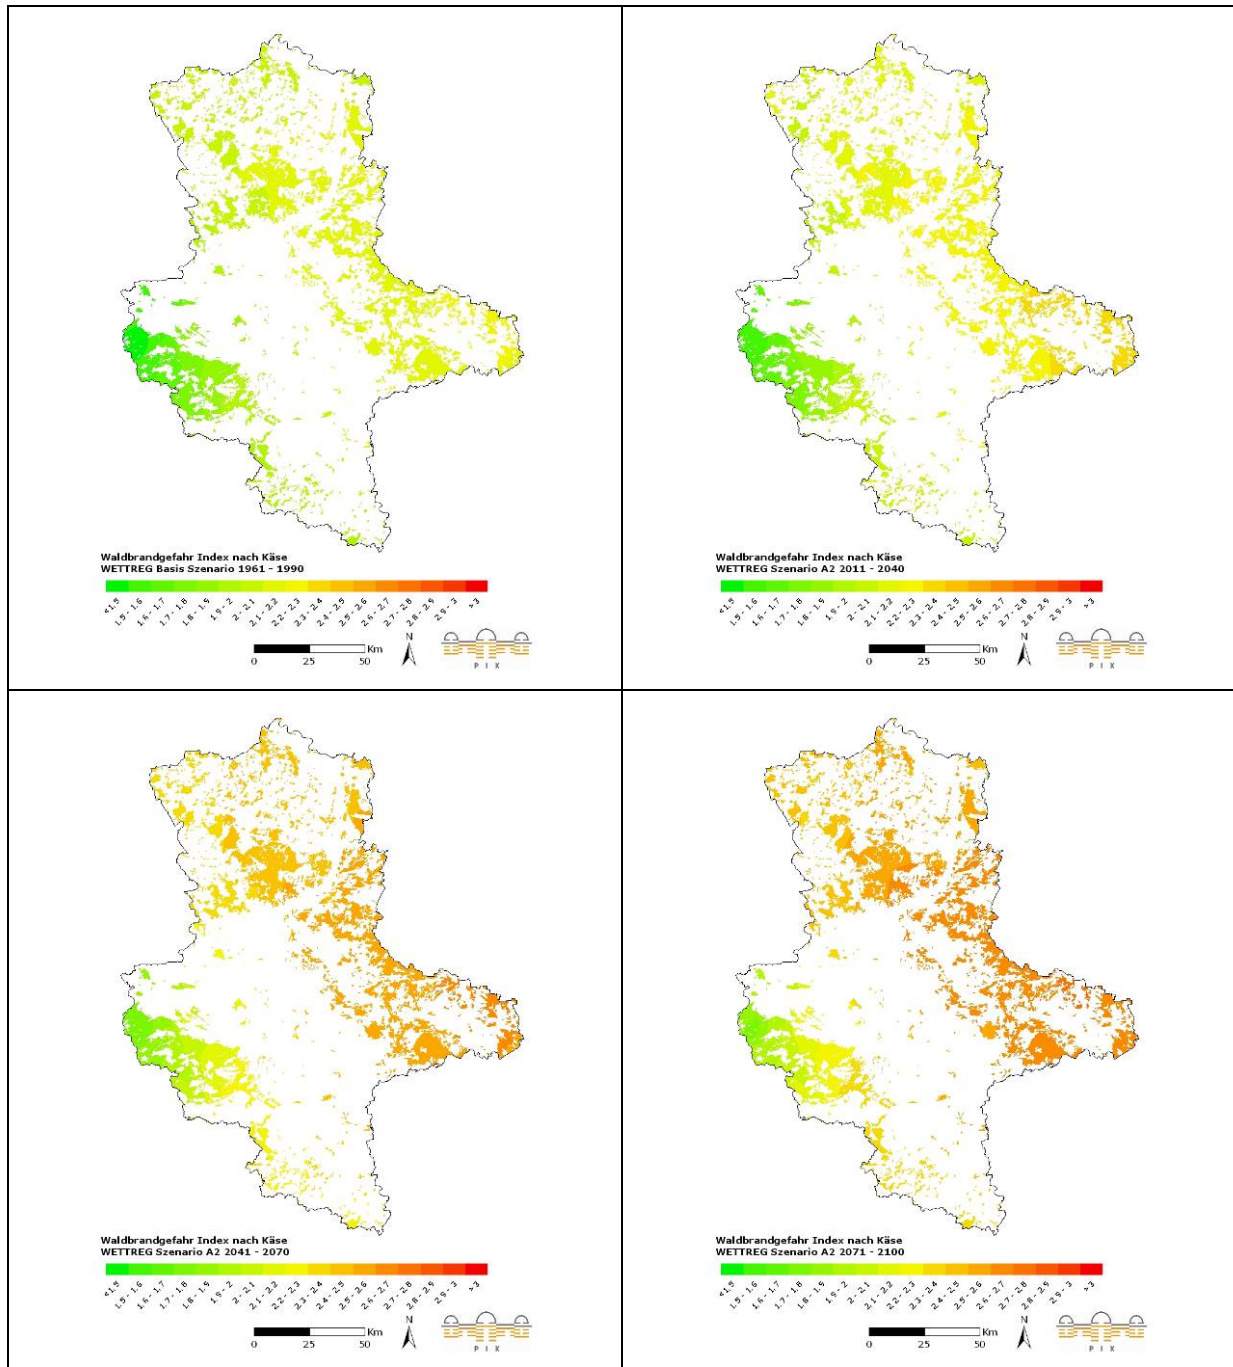 Waldbrandgefahr Index nach Käse
WETTREG Basis Szenario 1961 - 1990
<1.5 1.5 - 1.6 1.6 - 1.7 1.7 - 1.8 1.8 - 1.9 1.9 - 2 2 - 2.1 2.1 - 2.2 2.2 - 2.3 2.3 - 2.4 2.4 - 2.5 2.5 - 2.6 2.6 - 2.7 2.7 - 2.8 2.8 - 2.9 2.9 - 3 >3
N
Km
0 25 50
P I K
Waldbrandgefahr Index nach Käse
WETTREG Szenario A2 2011 - 2040
<1.5 1.5 - 1.6 1.6 - 1.7 1.7 - 1.8 1.8 - 1.9 1.9 - 2 2 - 2.1 2.1 - 2.2 2.2 - 2.3 2.3 - 2.4 2.4 - 2.5 2.5 - 2.6 2.6 - 2.7 2.7 - 2.8 2.8 - 2.9 2.9 - 3 >3
N
Km
0 25 50
P I K
Waldbrandgefahr Index nach Käse
WETTREG Szenario A2 2041 - 2070
<1.5 1.5 - 1.6 1.6 - 1.7 1.7 - 1.8 1.8 - 1.9 1.9 - 2 2 - 2.1 2.1 - 2.2 2.2 - 2.3 2.3 - 2.4 2.4 - 2.5 2.5 - 2.6 2.6 - 2.7 2.7 - 2.8 2.8 - 2.9 2.9 - 3 >3
N
Km
0 25 50
P I K
Waldbrandgefahr Index nach Käse
WETTREG Szenario A2 2071 - 2100
<1.5 1.5 - 1.6 1.6 - 1.7 1.7 - 1.8 1.8 - 1.9 1.9 - 2 2 - 2.1 2.1 - 2.2 2.2 - 2.3 2.3 - 2.4 2.4 - 2.5 2.5 - 2.6 2.6 - 2.7 2.7 - 2.8 2.8 - 2.9 2.9 - 3 >3
N
Km
0 25 50
P I K